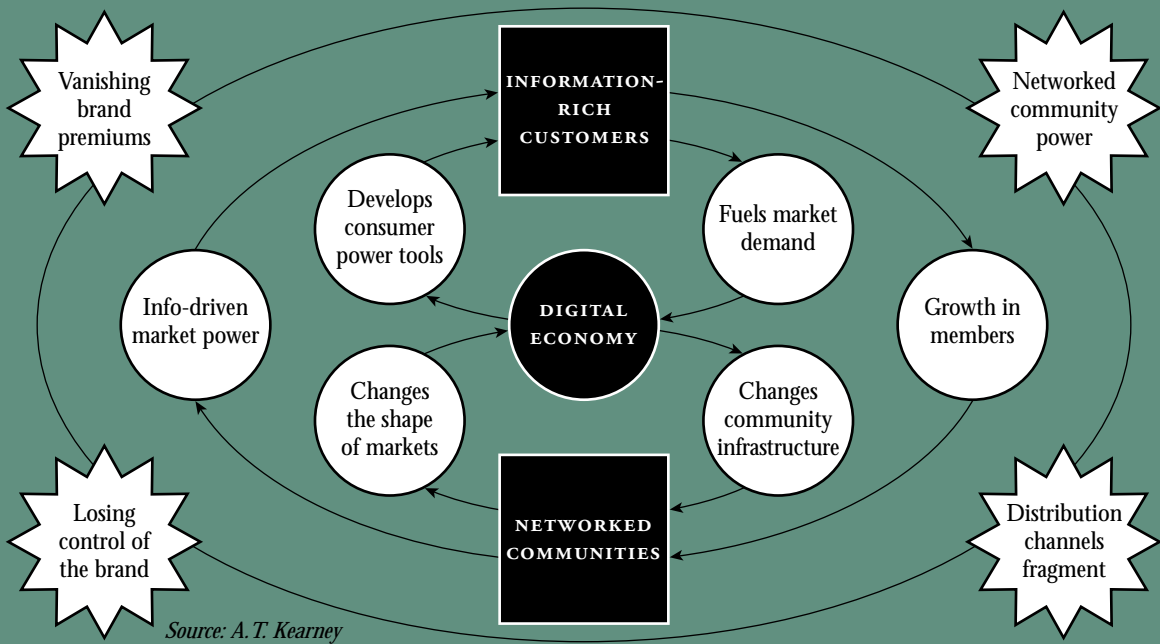 Vanishing
brand
premiums
INFORMATION-
RICH
CUSTOMERS
Networked
community
power
Develops
consumer
power tools
Fuels market
demand
Info-driven
market power
DIGITAL
ECONOMY
Growth in
members
Changes
the shape
of markets
Changes
community
infrastructure
Losing
control of
the brand
NETWORKED
COMMUNITIES
Distribution
channels
fragment
Source: A.T. Kearney